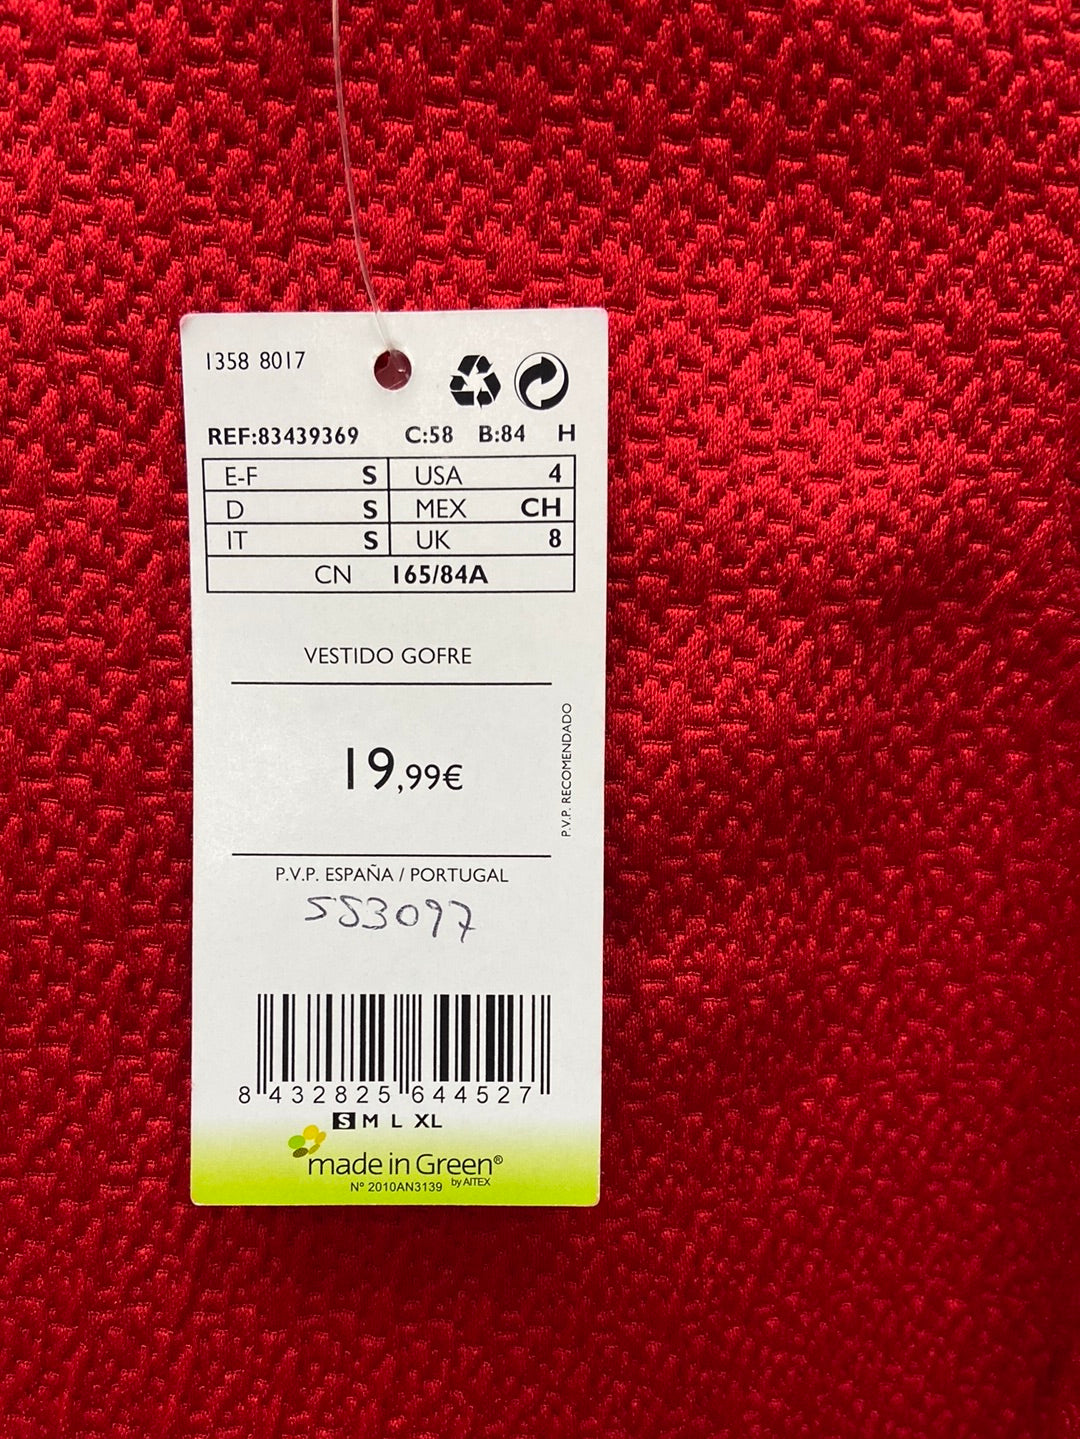 1358 8017
REF:83439369 C:58 B:84 H
E-F S USA 4
D S MEX CH
IT S UK 8
CN 165/84A
VESTIDO GOFRE
19,99€
P.V.P. RECOMENDADO
P.V.P. ESPAÑA / PORTUGAL
553097
8 432825 644527
S M L XL
made in Green®
by AITEX
Nº 2010AN3139